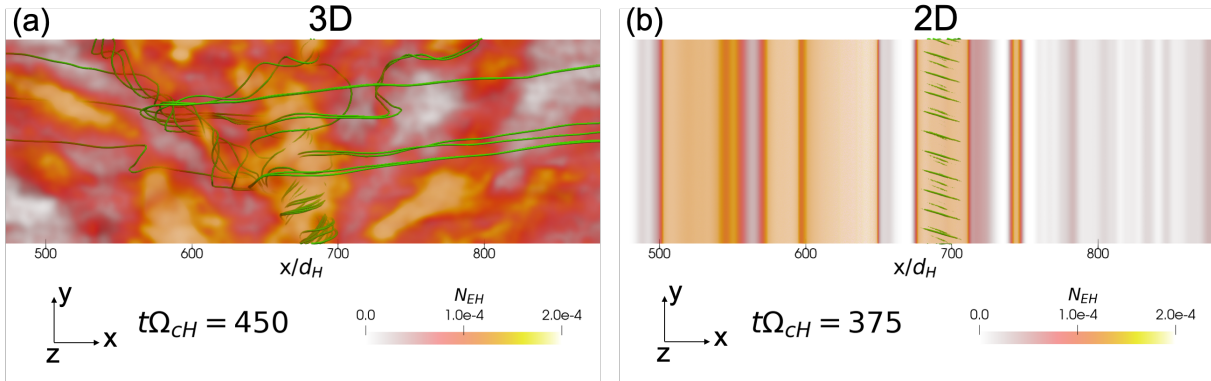 (a) 3D
500 600 700 800
x/d_H
y
z x
tΩ_cH = 450
N_EH
0.0 1.0e-4 2.0e-4
(b) 2D
500 600 700 800
x/d_H
y
z x
tΩ_cH = 375
N_EH
0.0 1.0e-4 2.0e-4